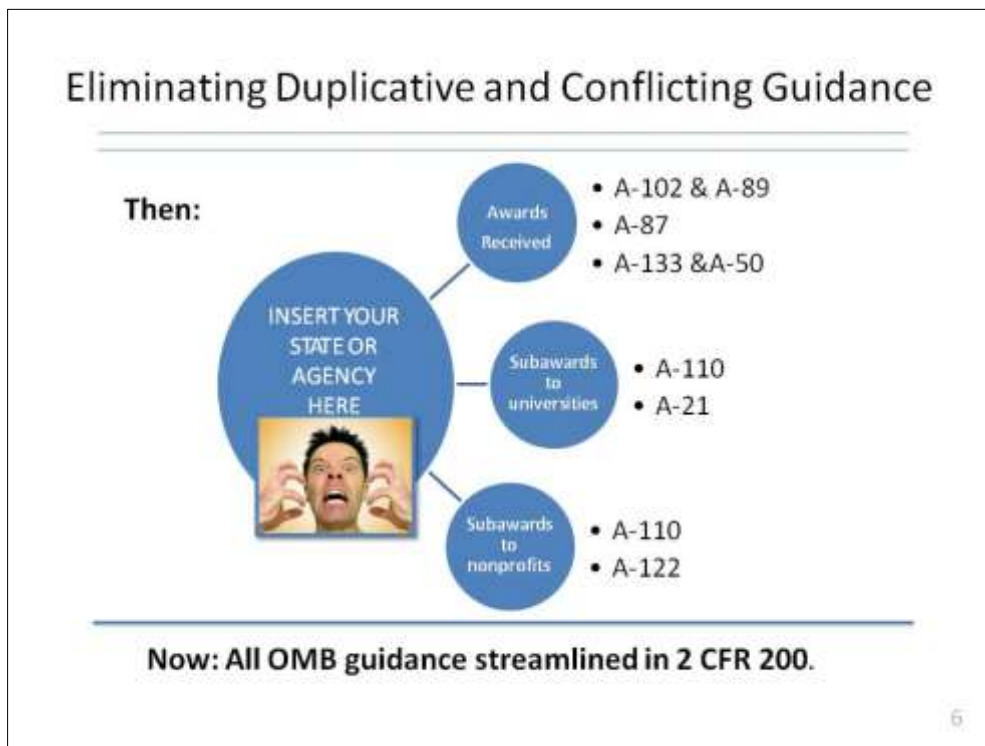 Eliminating Duplicative and Conflicting Guidance
Then:
Awards
Received
• A-102 & A-89
• A-87
• A-133 &A-50
INSERT YOUR
STATE OR
AGENCY
HERE
Subawards
to
universities
• A-110
• A-21
Subawards
to
nonprofits
• A-110
• A-122
Now: All OMB guidance streamlined in 2 CFR 200.
6